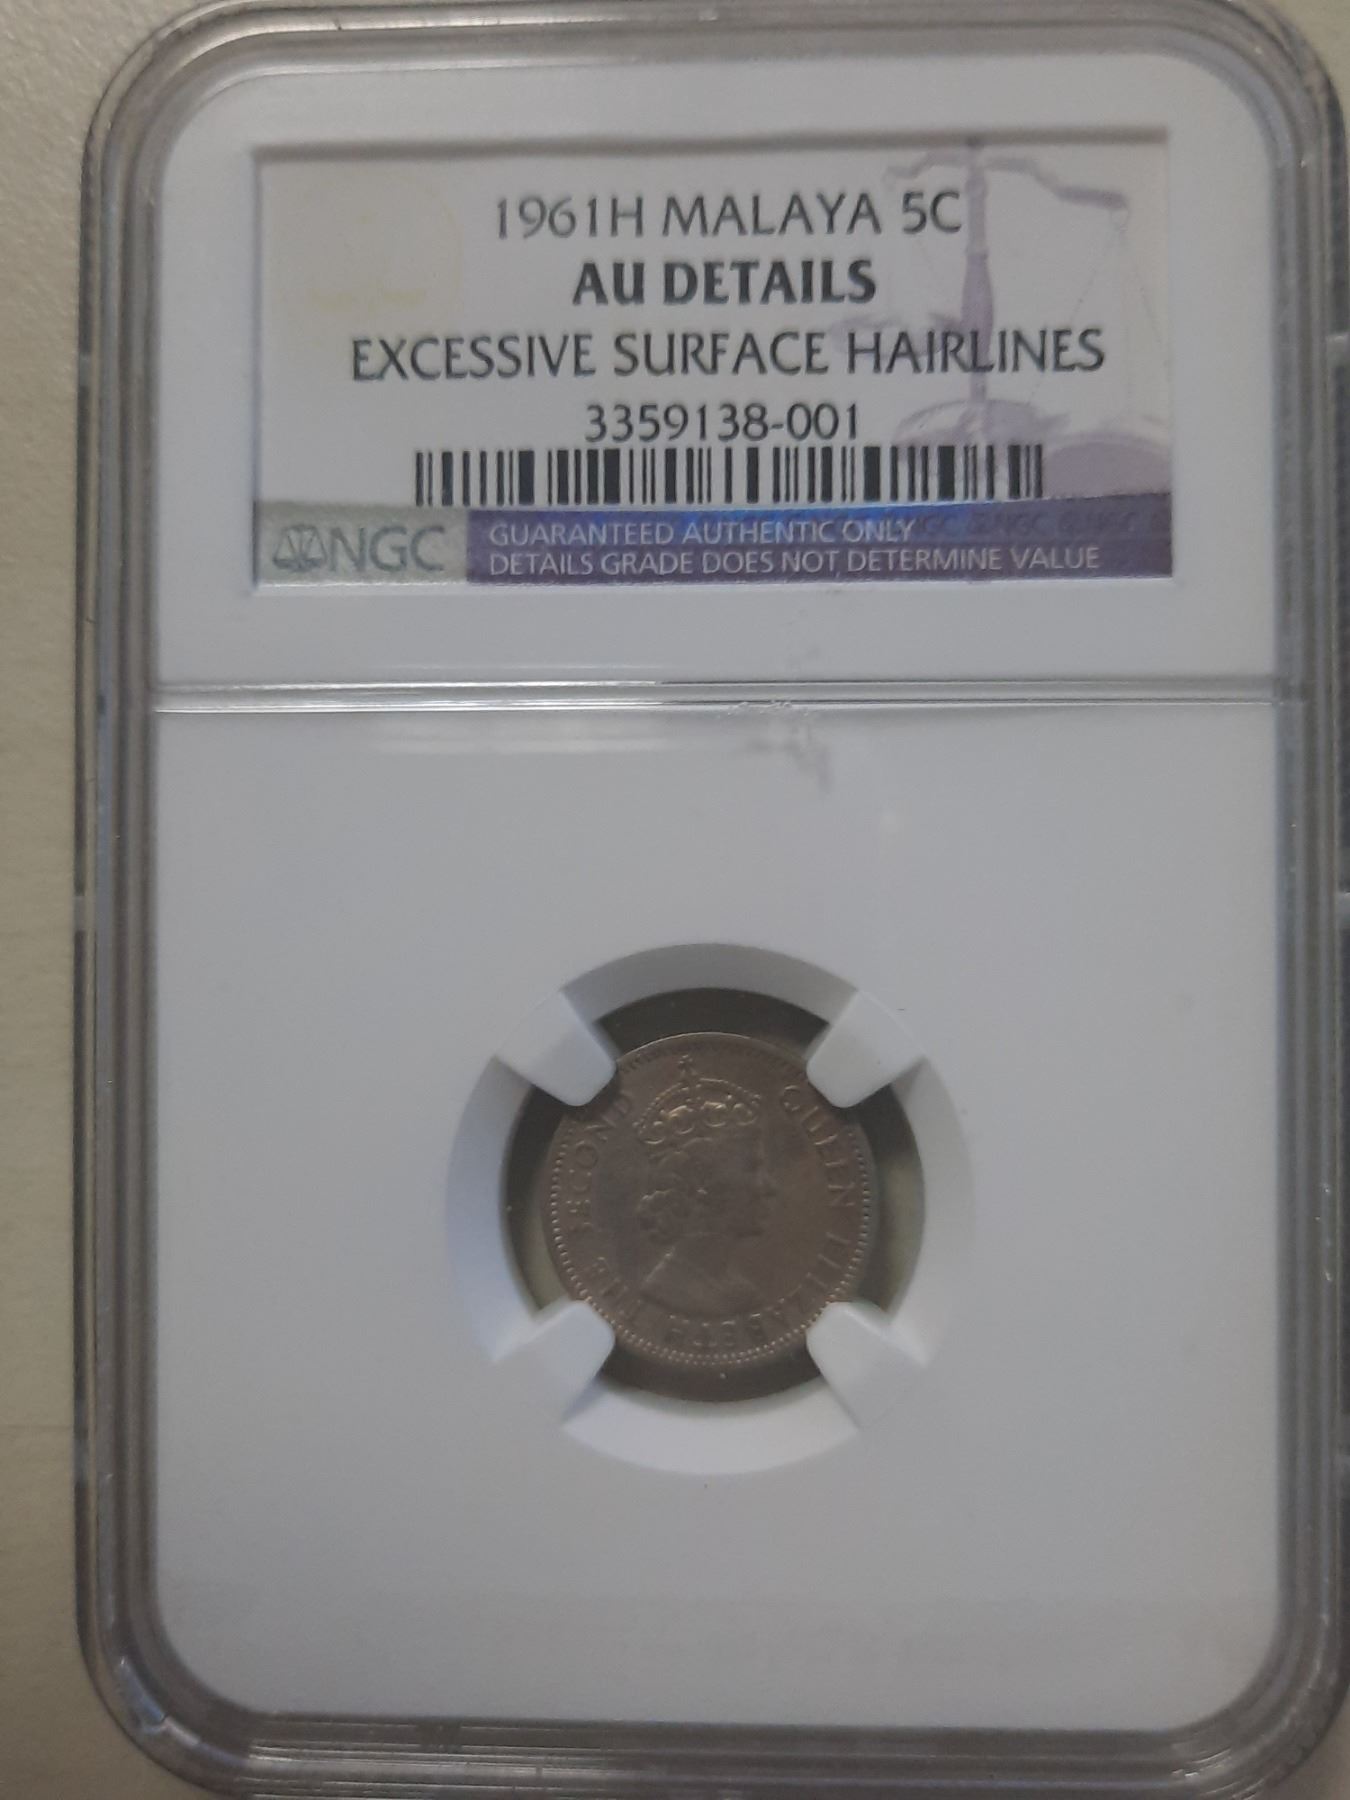 1961H MALAYA 5C
AU DETAILS
EXCESSIVE SURFACE HAIRLINES
3359138-001
NGC
GUARANTEED AUTHENTIC ONLY
DETAILS GRADE DOES NOT DETERMINE VALUE
QUEEN ELIZABETH THE SECOND